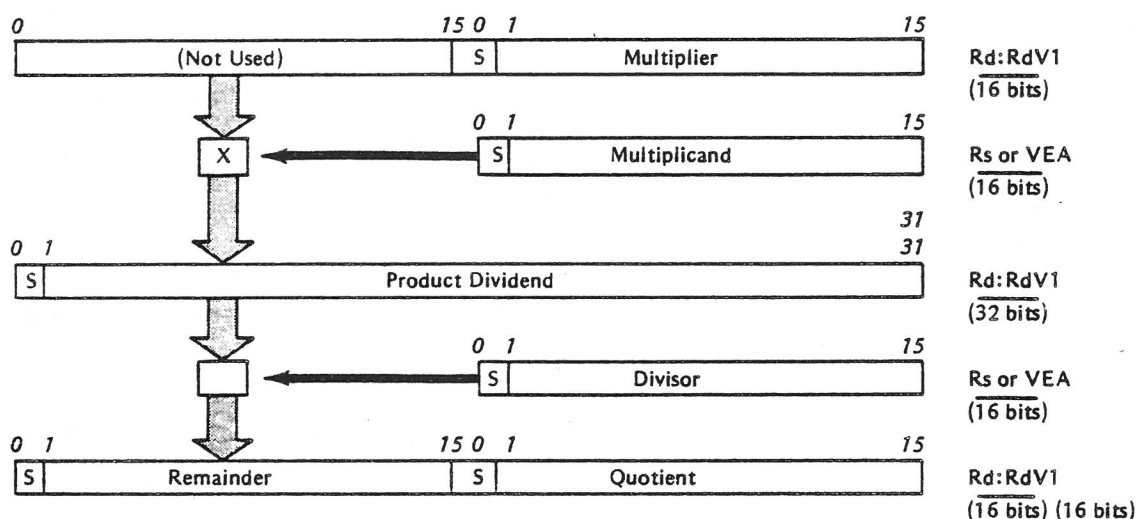 0 15 0 1 15
(Not Used) S Multiplier Rd:RdV1
(16 bits)
0 1 15
X S Multiplicand Rs or VEA
(16 bits)
31
0 1 31
S Product Dividend Rd:RdV1
(32 bits)
0 1 15
S Divisor Rs or VEA
(16 bits)
0 1 15 0 1 15
S Remainder S Quotient Rd:RdV1
(16 bits) (16 bits)